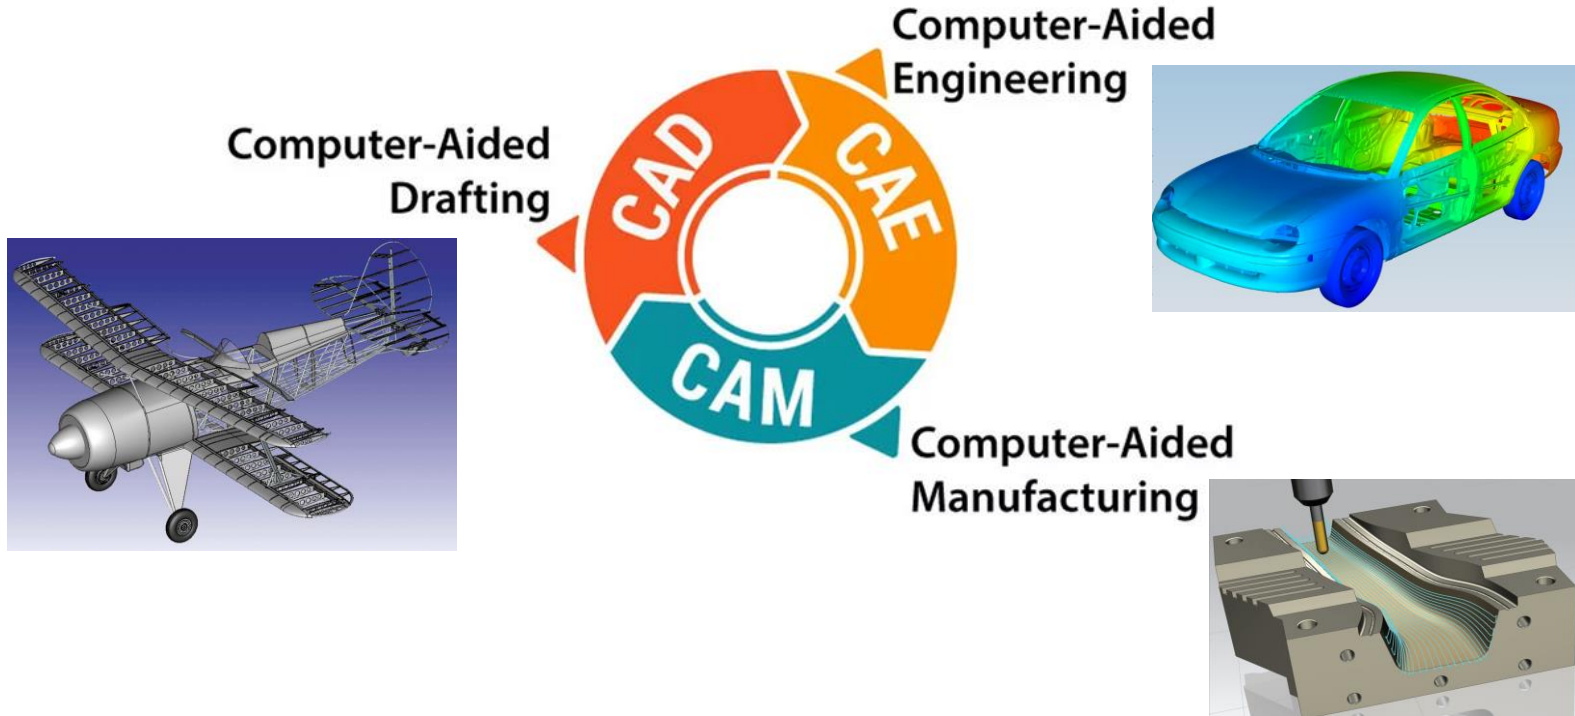 Computer-Aided
Engineering
Computer-Aided
Drafting
CAD
CAE
CAM
Computer-Aided
Manufacturing